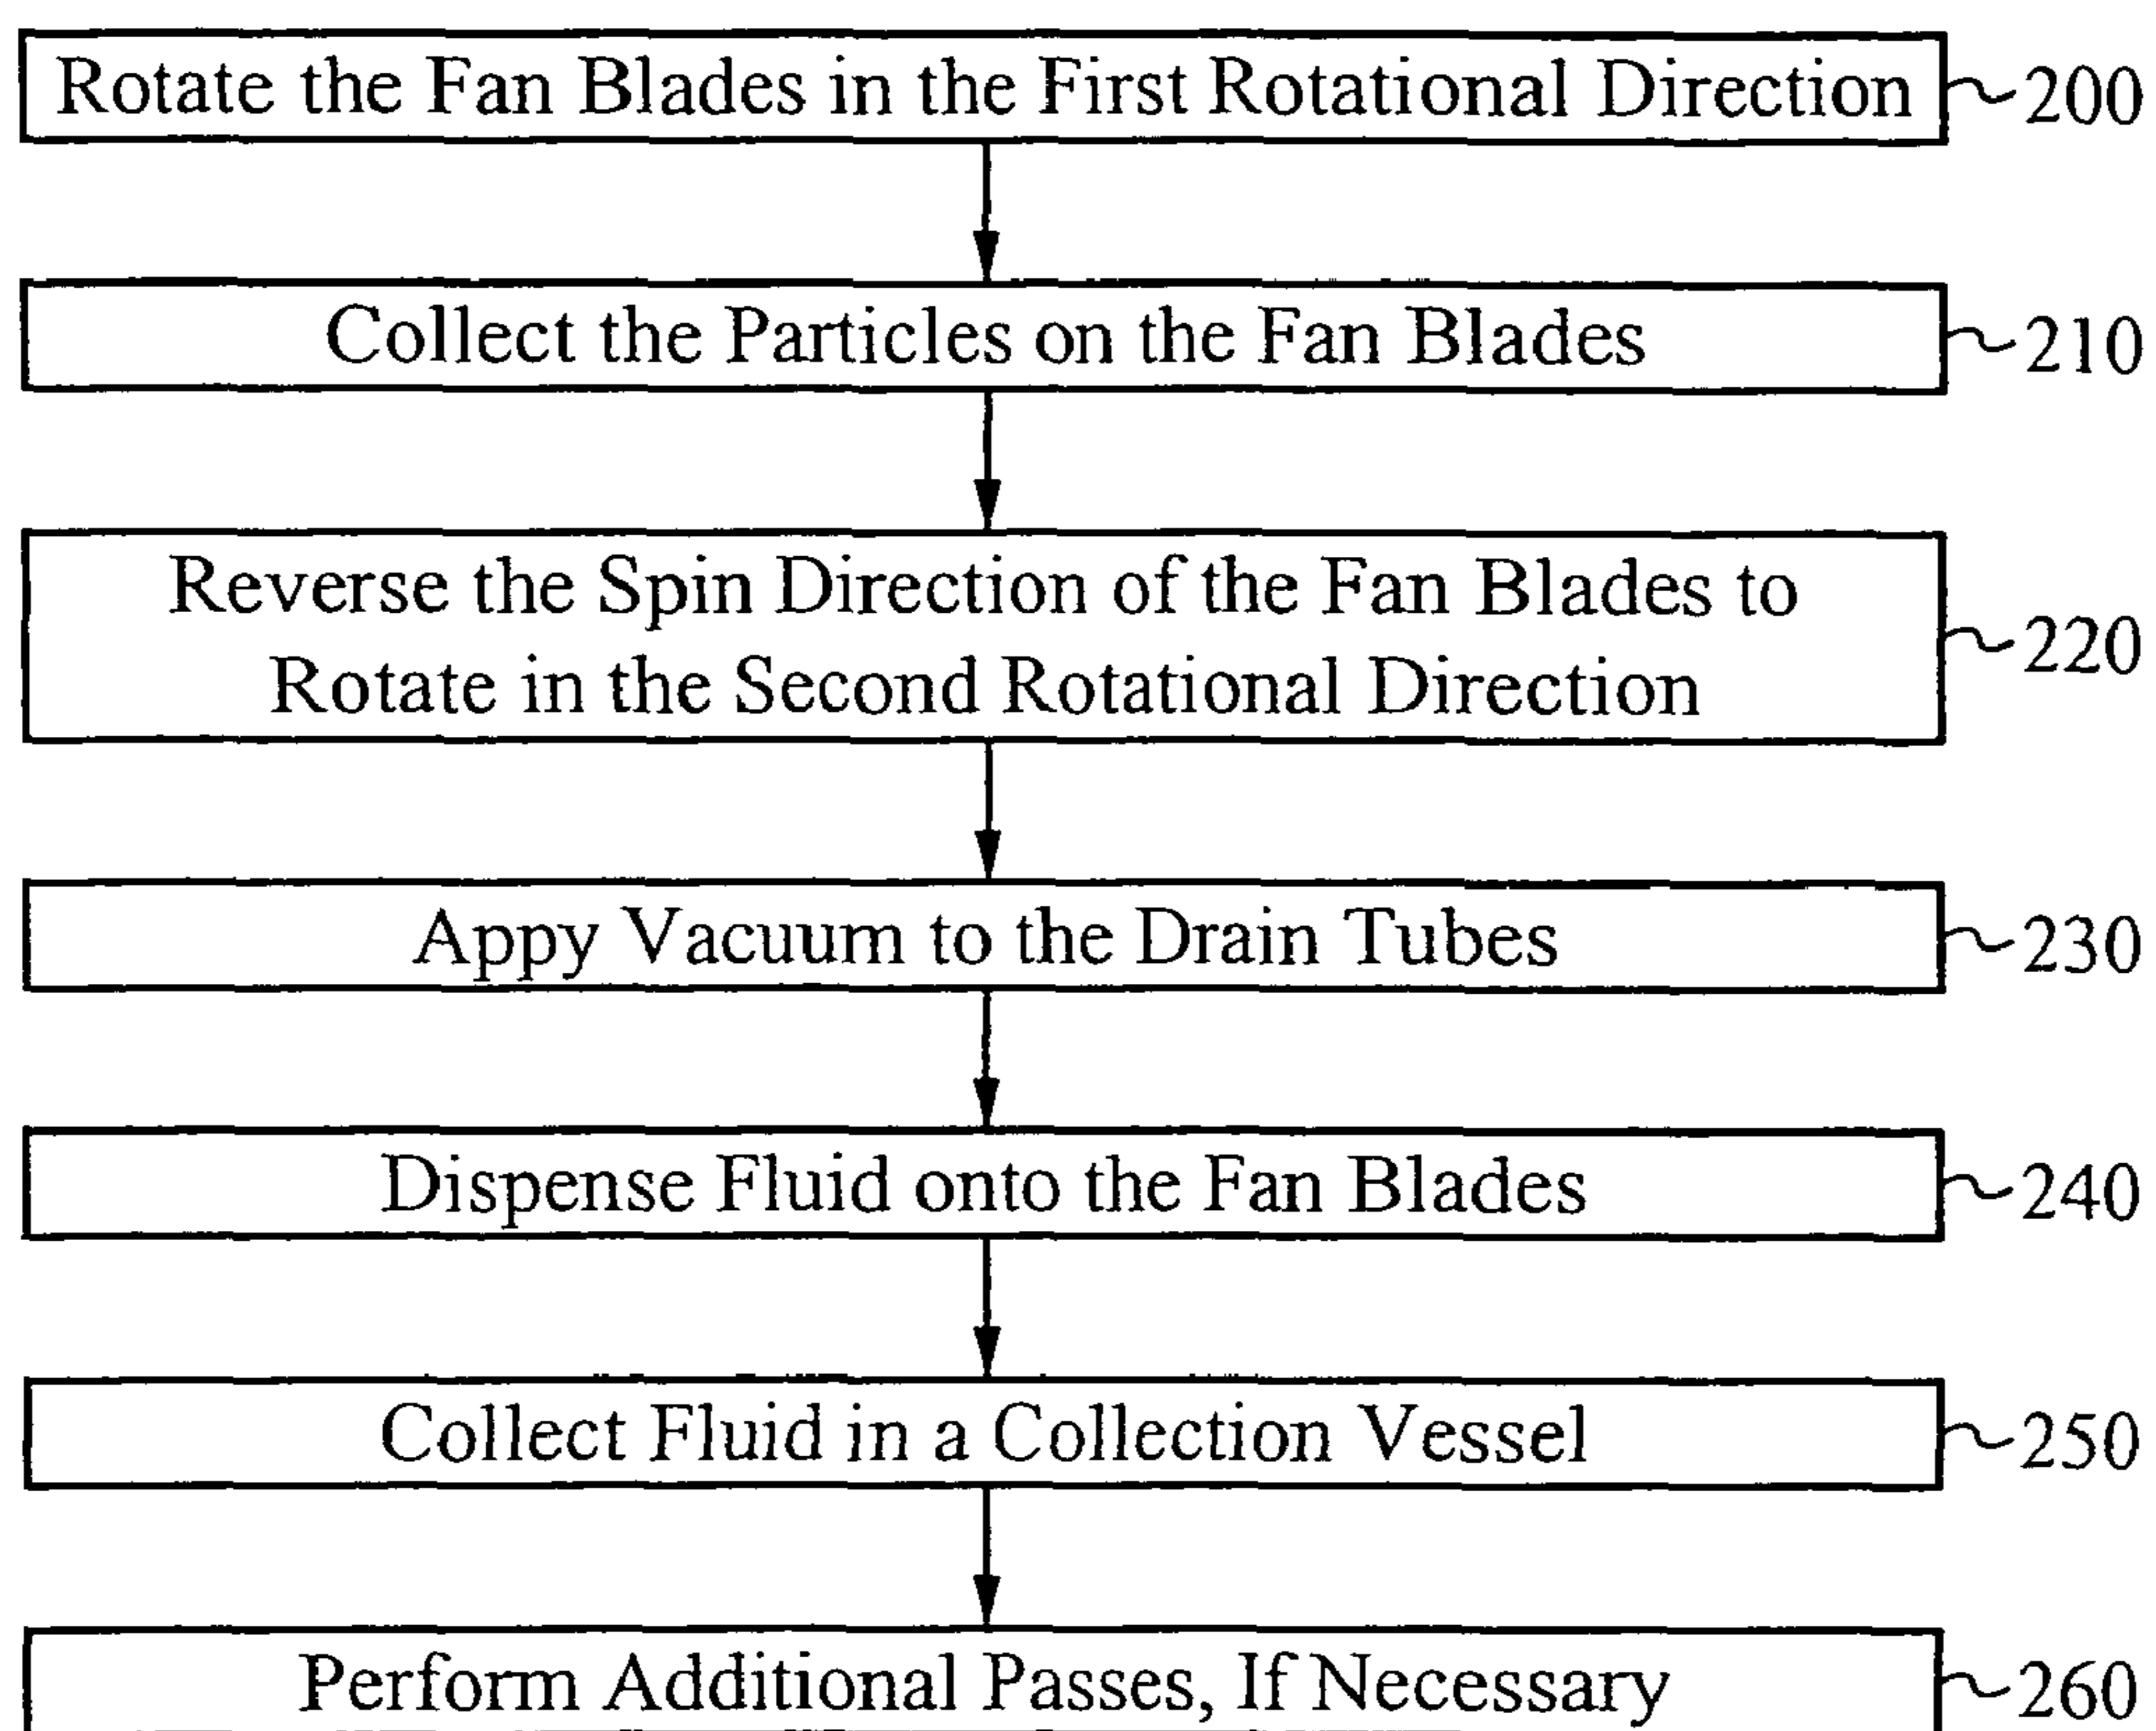 Rotate the Fan Blades in the First Rotational Direction 200
Collect the Particles on the Fan Blades 210
Reverse the Spin Direction of the Fan Blades to
Rotate in the Second Rotational Direction 220
Appy Vacuum to the Drain Tubes 230
Dispense Fluid onto the Fan Blades 240
Collect Fluid in a Collection Vessel 250
Perform Additional Passes, If Necessary 260